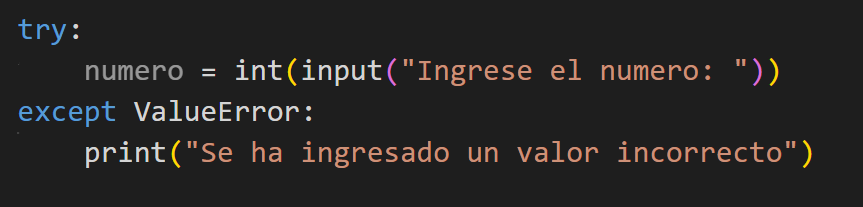 try:
    numero = int(input("Ingrese el numero: "))
except ValueError:
    print("Se ha ingresado un valor incorrecto")